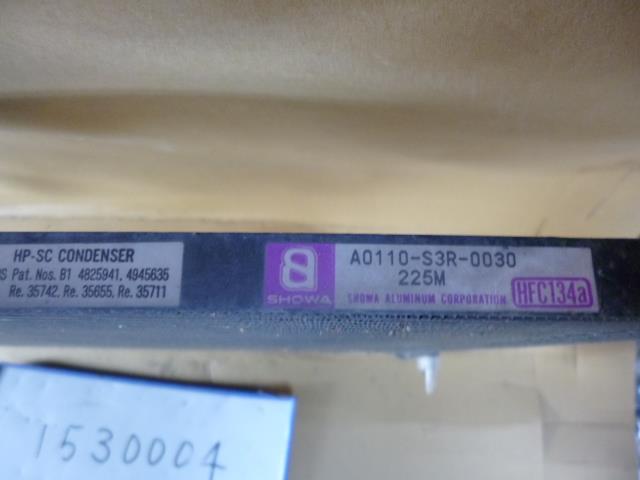 HP-SC CONDENSER
S Pat. Nos. B1 4825941, 4945635
Re. 35742, Re. 35655, Re. 35711
SHOWA
A0110-S3R-0030
225M
SHOWA ALUMINUM CORPORATION
HFC134a
1530004